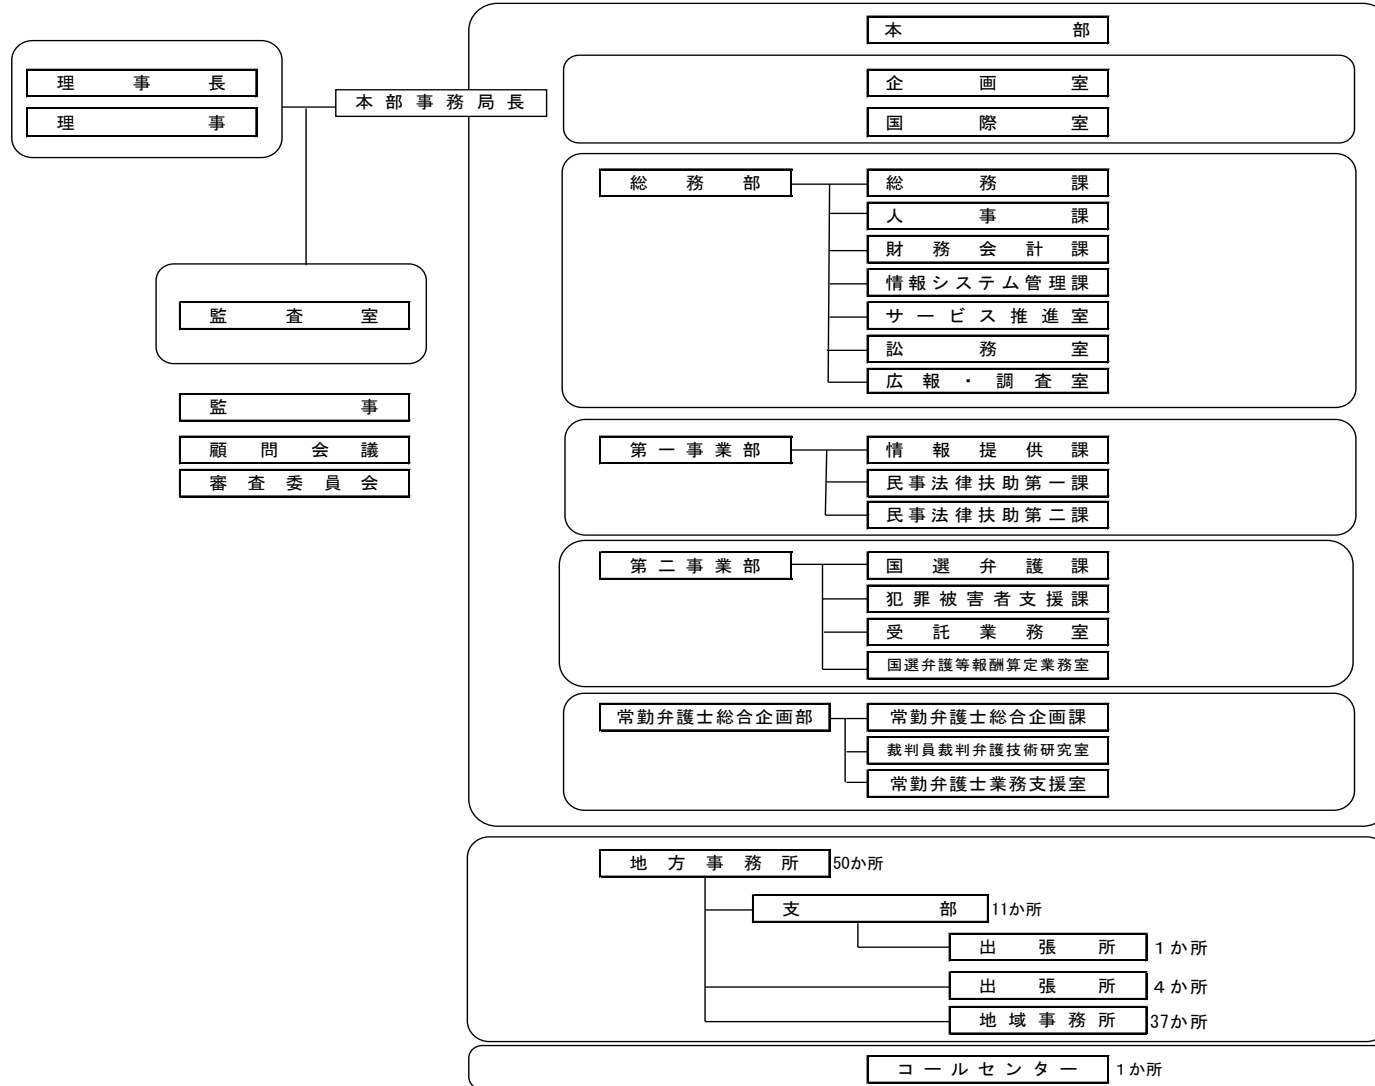 本部
理事長
理事
本部事務局長
企画室
国際室
総務部
総務課
人事課
財務会計課
情報システム管理課
サービス推進室
訟務室
広報・調査室
監査室
監事
顧問会議
審査委員会
第一事業部
情報提供課
民事法律扶助第一課
民事法律扶助第二課
第二事業部
国選弁護課
犯罪被害者支援課
受託業務室
国選弁護等報酬算定業務室
常勤弁護士総合企画部
常勤弁護士総合企画課
裁判員裁判弁護技術研究室
常勤弁護士業務支援室
地方事務所 50か所
支部 11か所
出張所 1か所
出張所 4か所
地域事務所 37か所
コールセンター 1か所